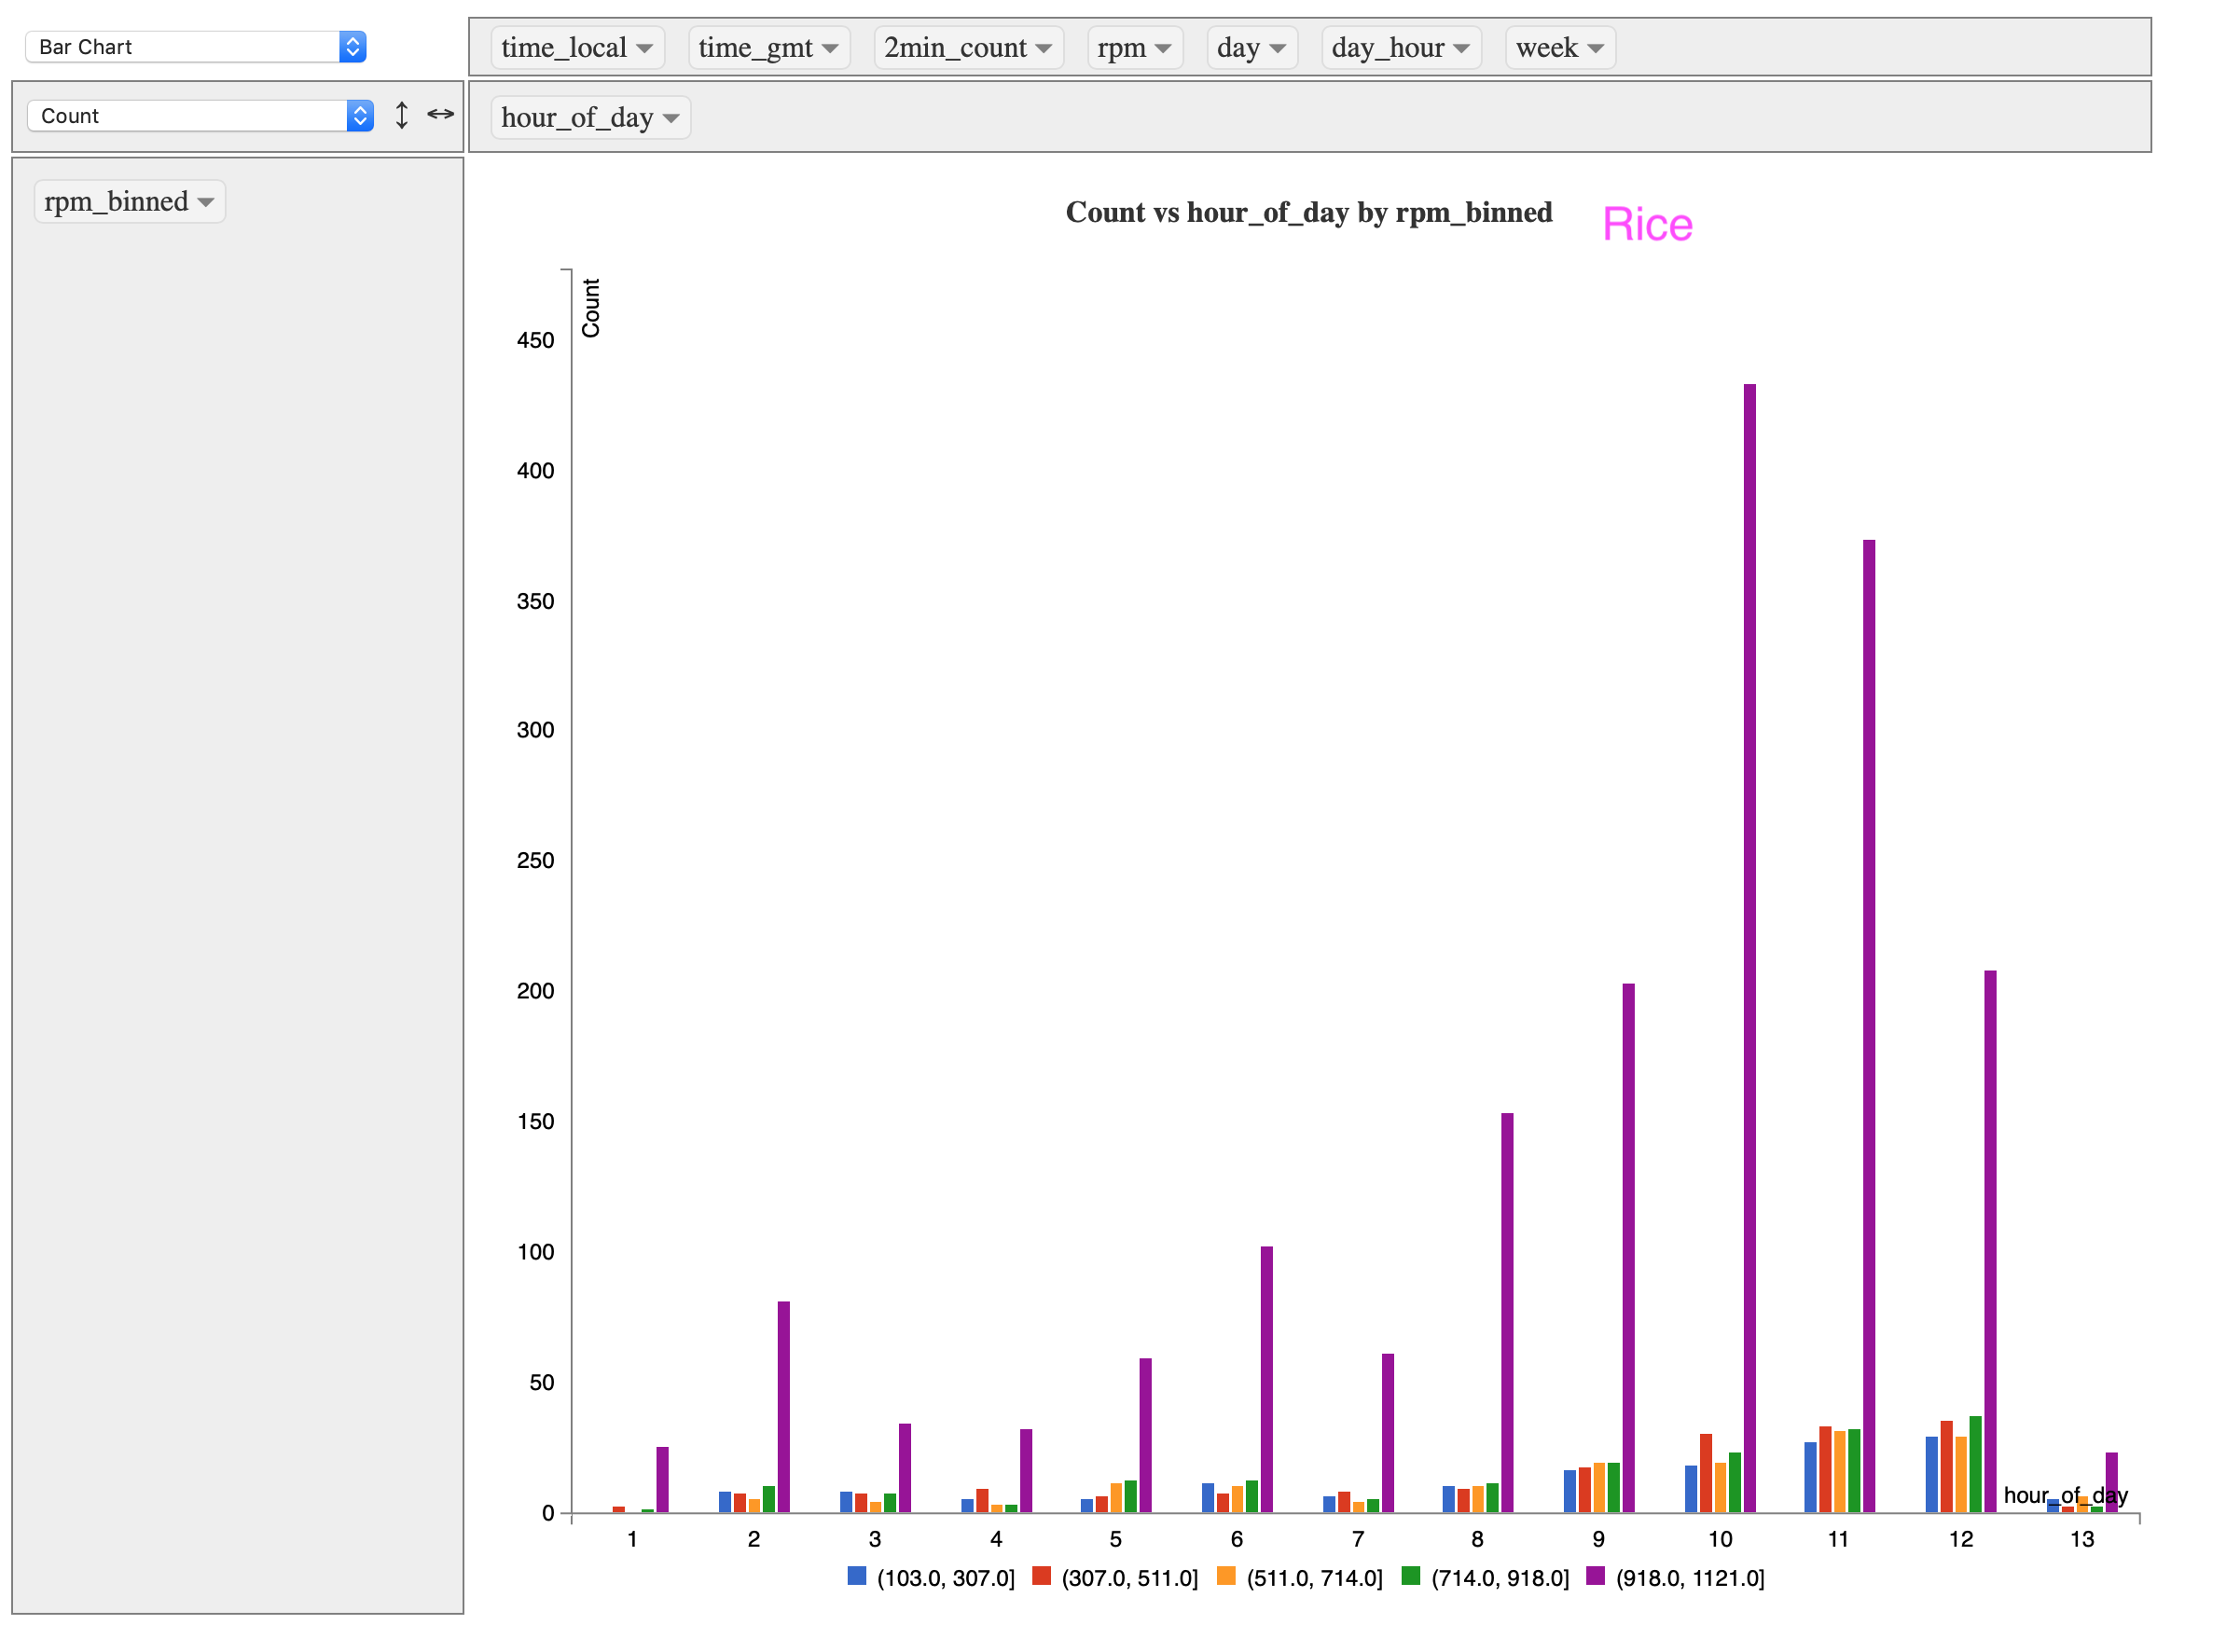 Bar Chart
time_local time_gmt 2min_count rpm day day_hour week
Count ↕ ↔
hour_of_day
rpm_binned
Count vs hour_of_day by rpm_binned
Rice
Count
450
400
350
300
250
200
150
100
50
0
hour_of_day
1 2 3 4 5 6 7 8 9 10 11 12 13
(103.0, 307.0] (307.0, 511.0] (511.0, 714.0] (714.0, 918.0] (918.0, 1121.0]